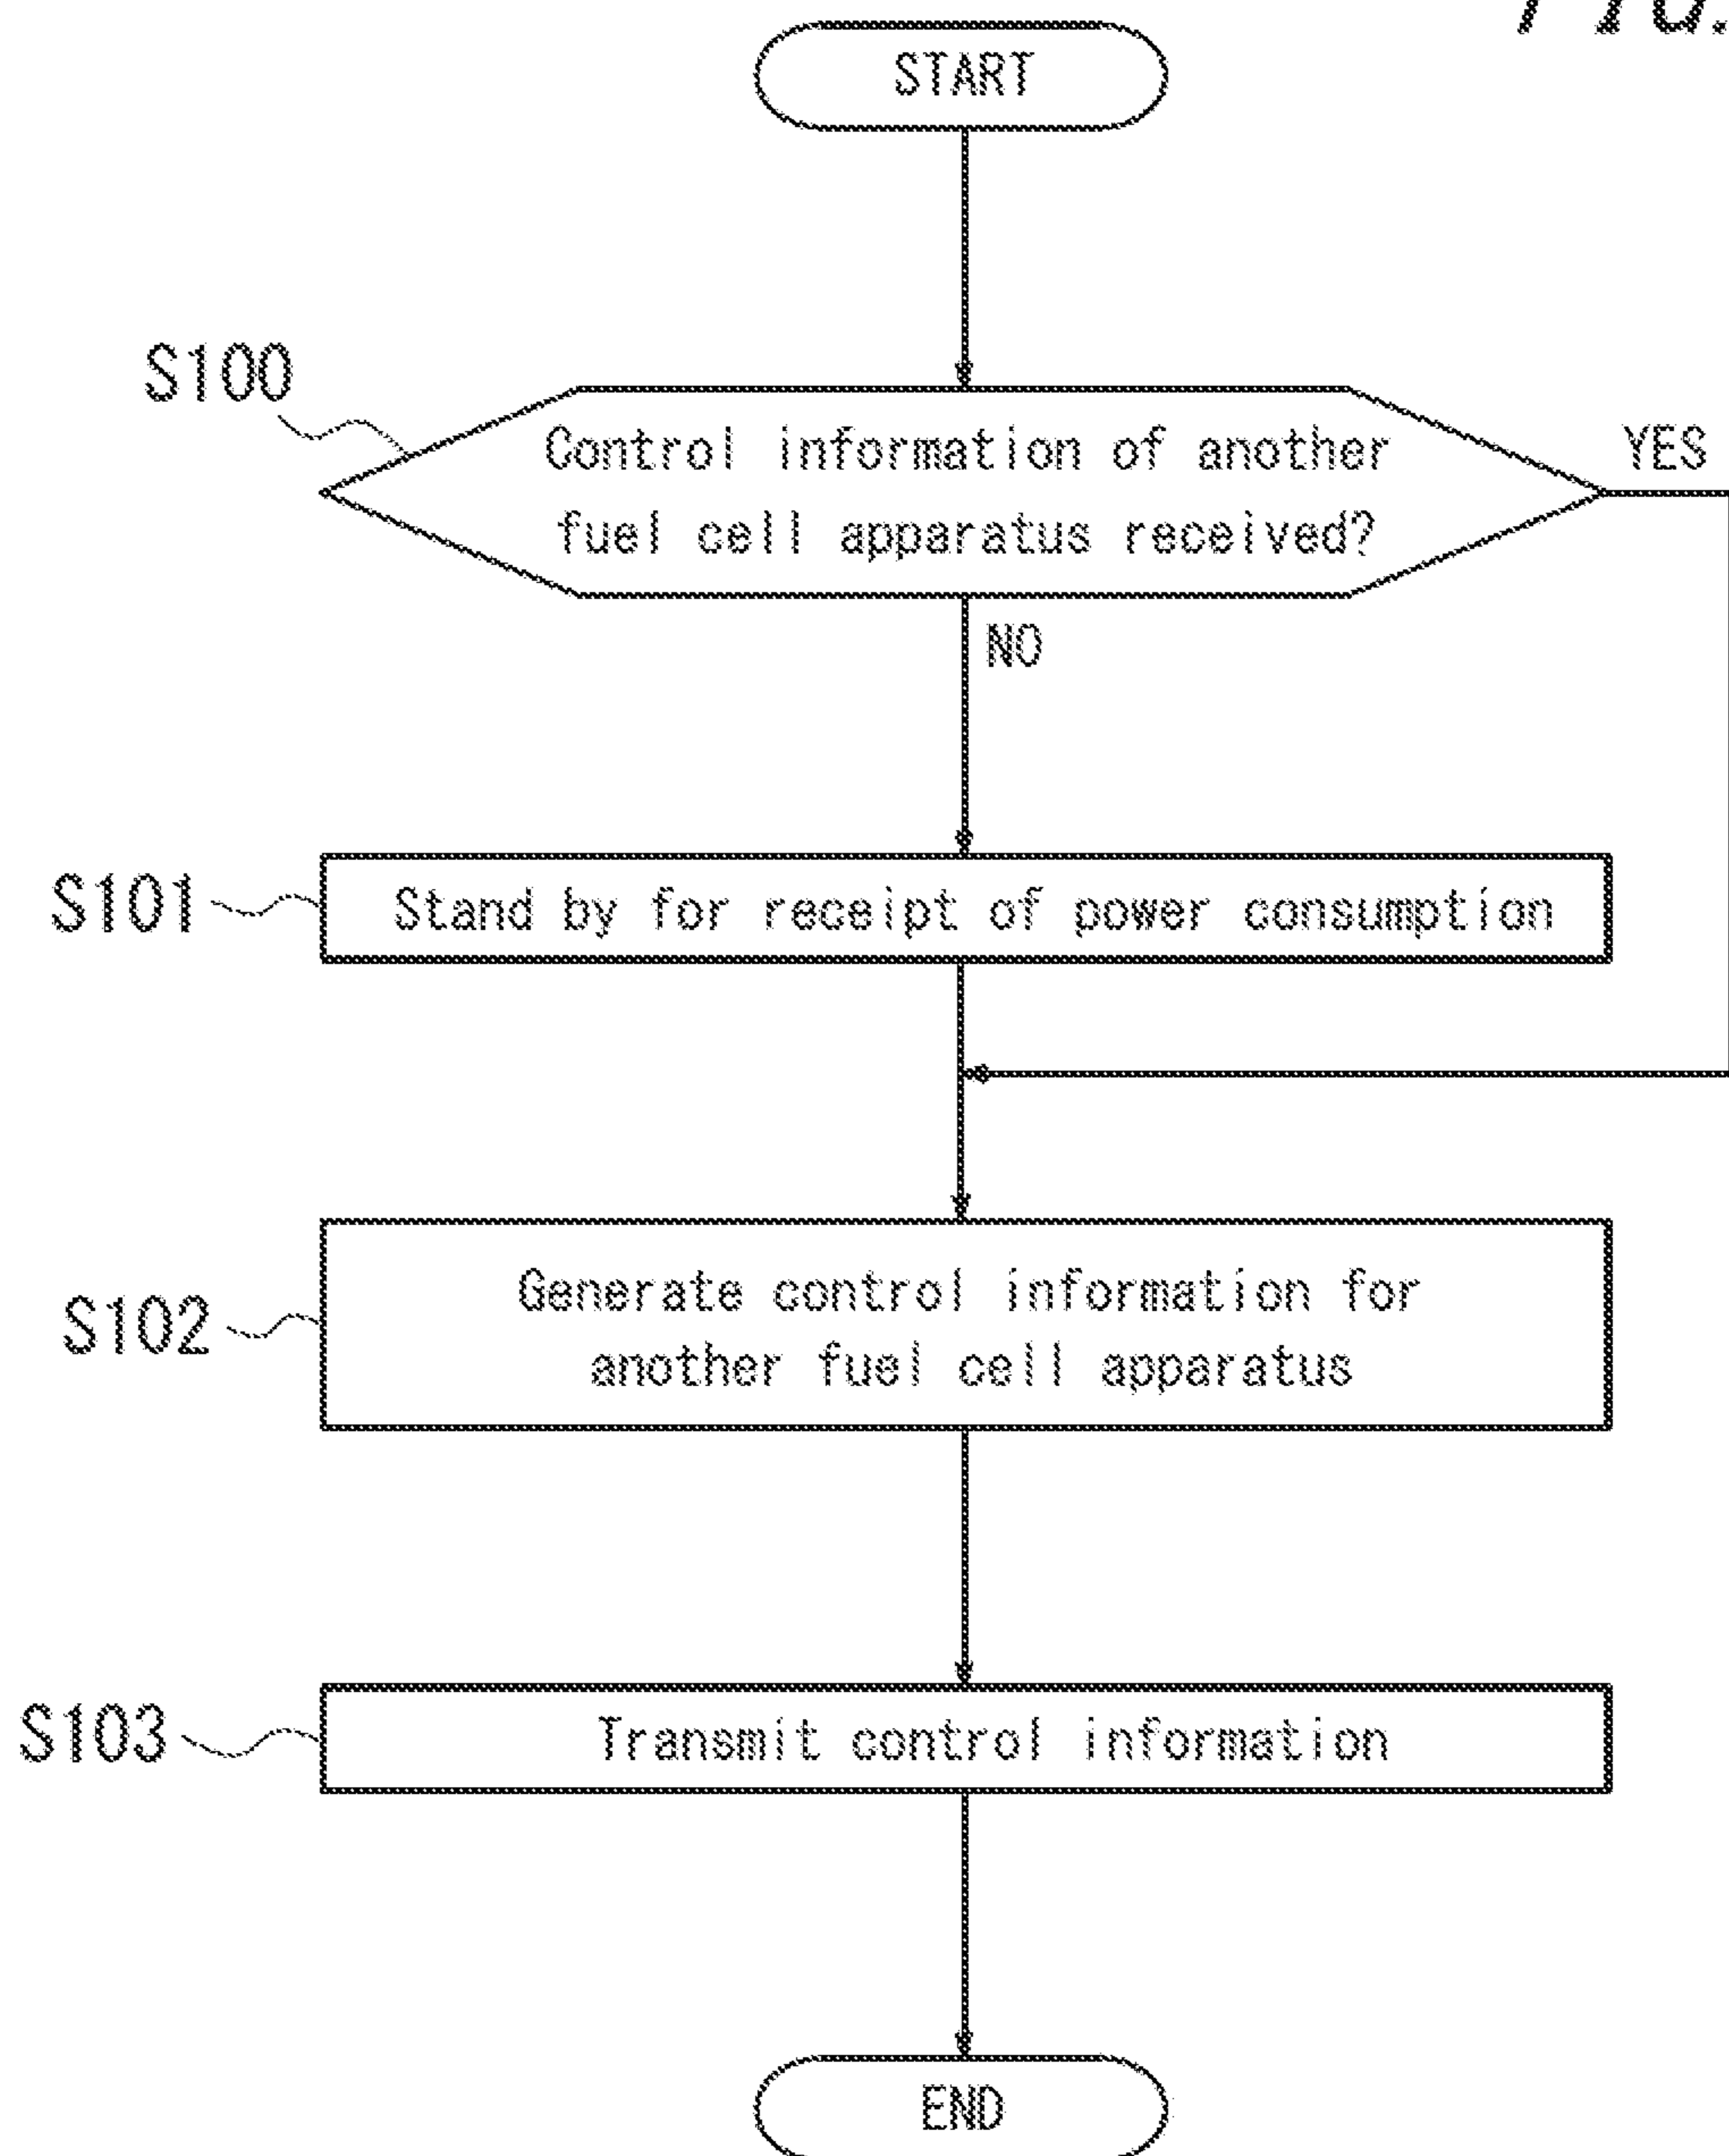 FIG.
START
S100
Control information of another
fuel cell apparatus received?
YES
NO
S101
Stand by for receipt of power consumption
S102
Generate control information for
another fuel cell apparatus
S103
Transmit control information
END